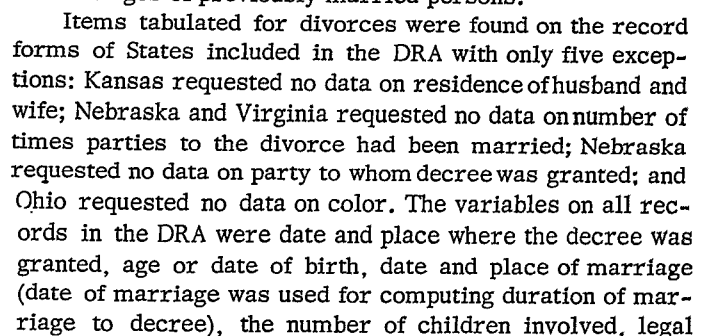 Items tabulated for divorces were found on the record
forms of States included in the DRA with only five excep-
tions: Kansas requested no data on residence of husband and
wife; Nebraska and Virginia requested no data on number of
times parties to the divorce had been married; Nebraska
requested no data on party to whom decree was granted; and
Ohio requested no data on color. The variables on all rec-
ords in the DRA were date and place where the decree was
granted, age or date of birth, date and place of marriage
(date of marriage was used for computing duration of mar-
riage to decree), the number of children involved, legal